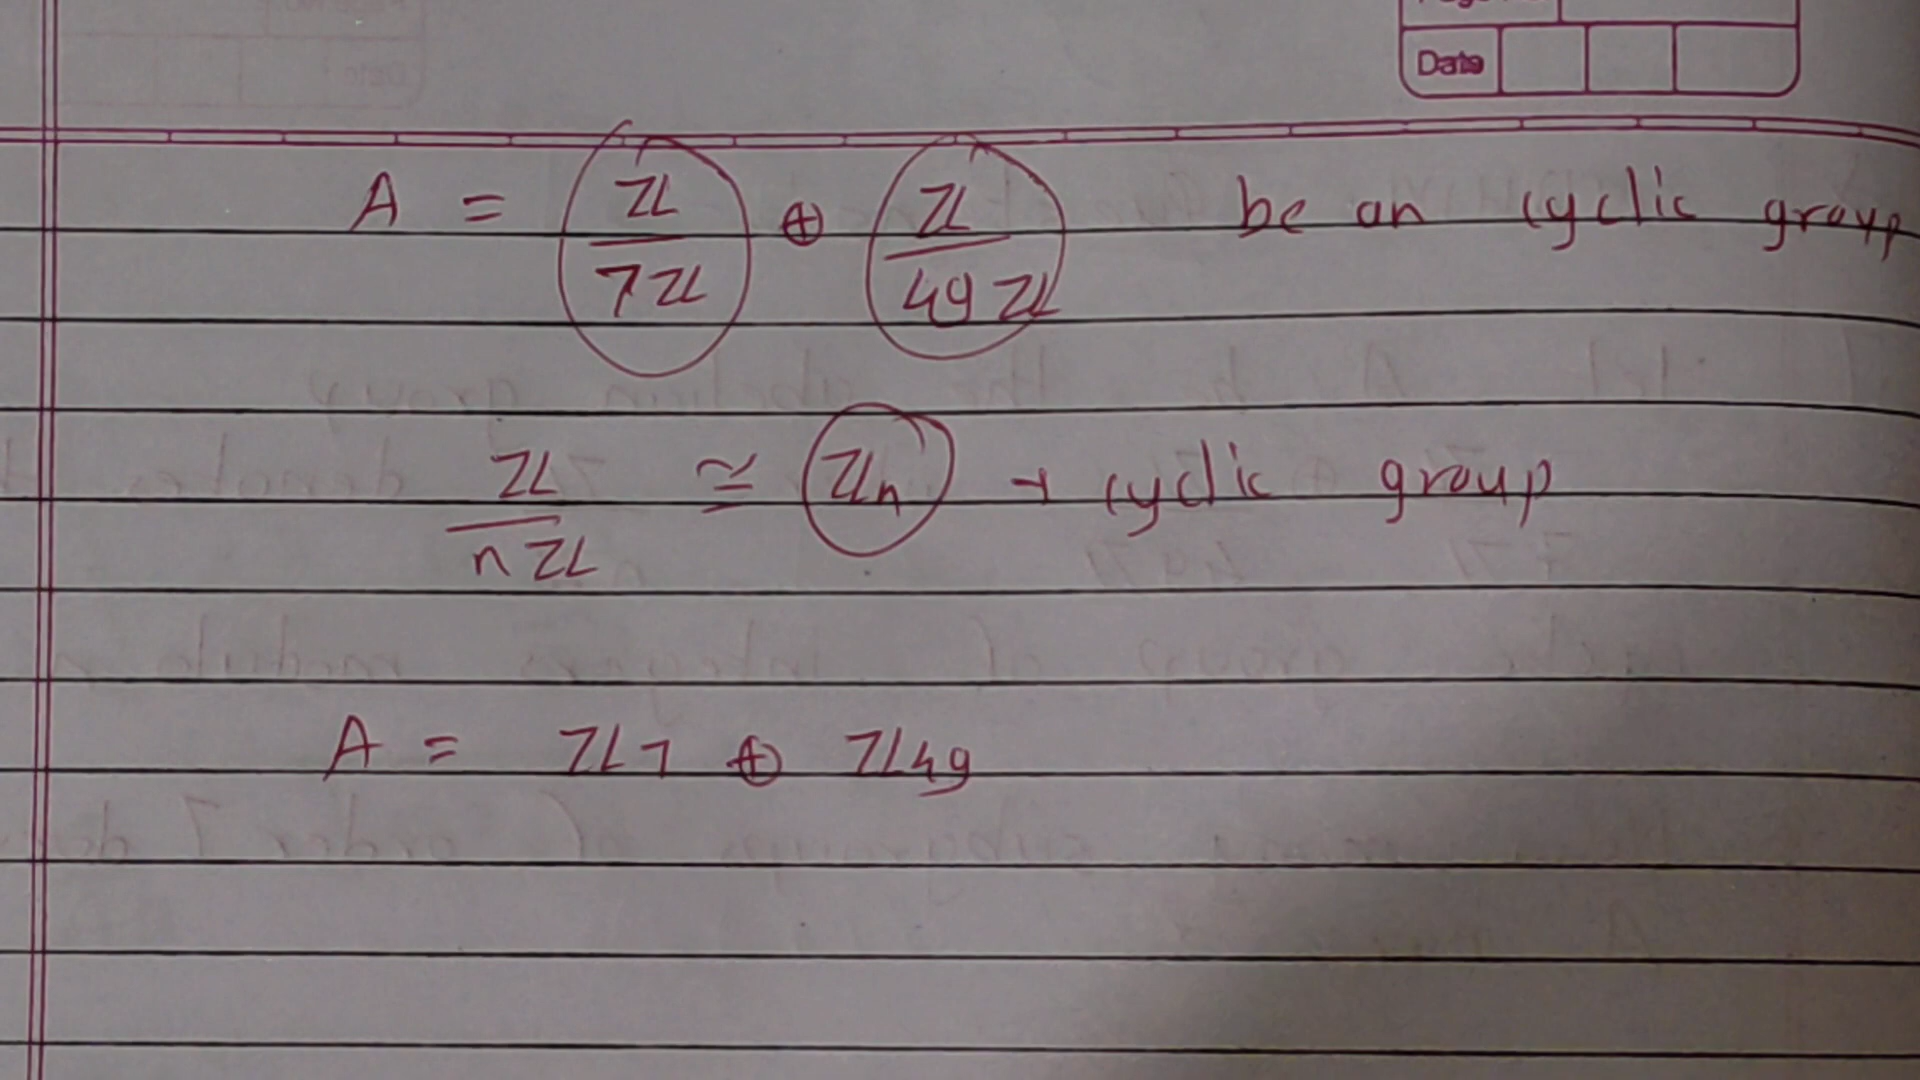 Date
A = ℤ/7ℤ ⊕ ℤ/49ℤ be an cyclic group
ℤ/nℤ ≃ ℤn → cyclic group
A = ℤ7 ⊕ ℤ49